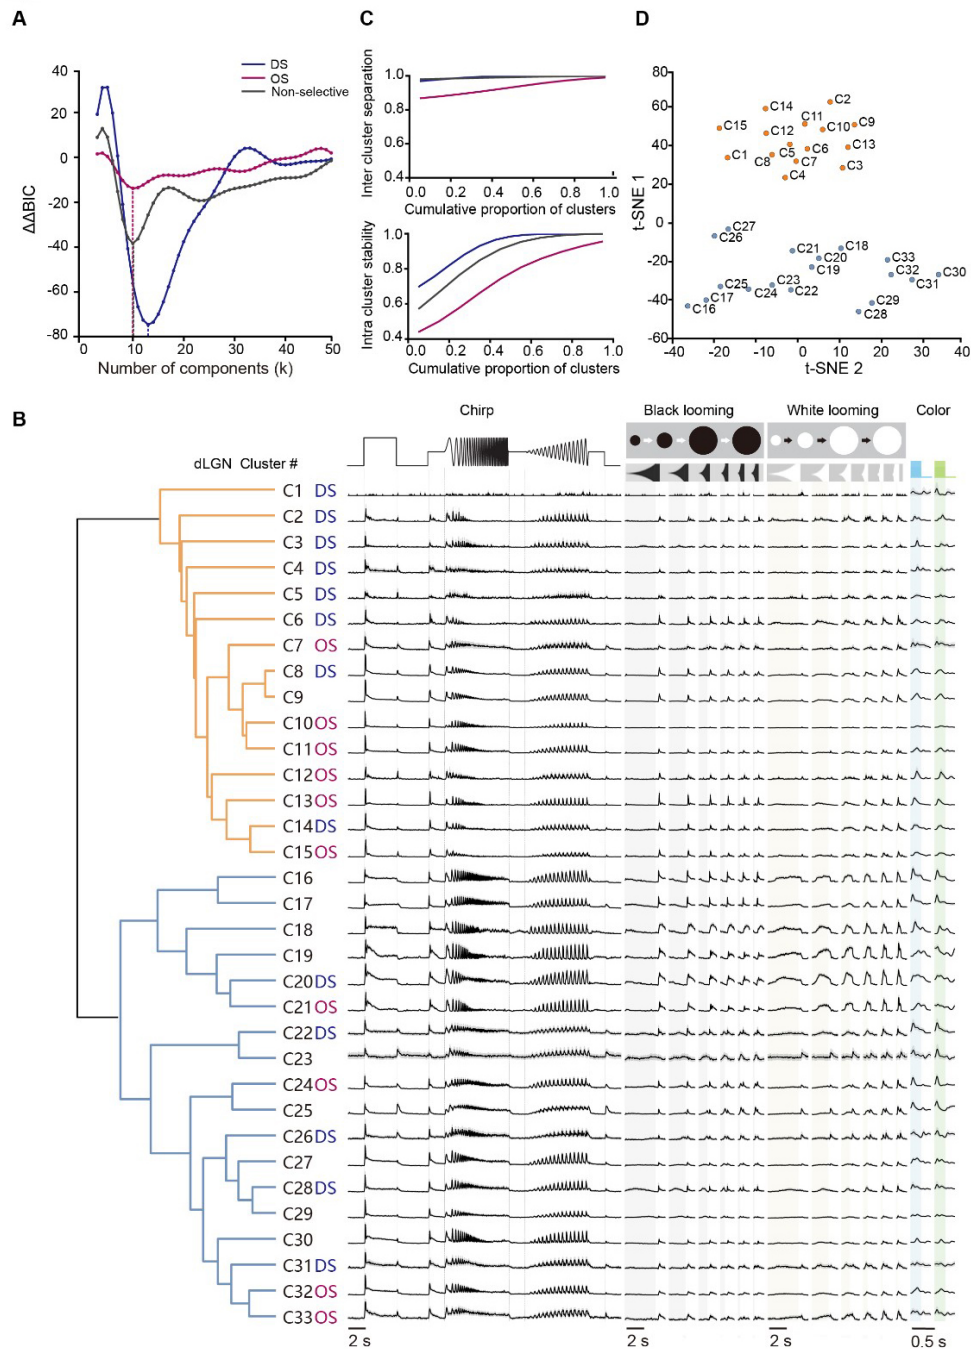 A
ΔΔBIC
40
20
0
-20
-40
-60
-80
0
10
20
30
40
50
Number of components (k)
DS
OS
Non-selective
C
Inter cluster separation
1.0
0.8
0.6
0.4
0.0
0.2
0.4
0.6
0.8
1.0
Cumulative proportion of clusters
Intra cluster stability
1.0
0.8
0.6
0.4
0.0
0.2
0.4
0.6
0.8
1.0
Cumulative proportion of clusters
D
t-SNE 1
80
60
40
20
0
-20
-40
-60
-40
-20
-10
0
10
20
30
40
t-SNE 2
C2
C14
C11
C10
C9
C15
C12
C5
C6
C13
C1
C8
C7
C3
C4
C27
C26
C21
C18
C20
C19
C33
C32
C30
C31
C25
C23
C24
C22
C17
C16
C29
C28
B
Chirp
Black looming
White looming
Color
dLGN Cluster #
C1 DS
C2 DS
C3 DS
C4 DS
C5 DS
C6 DS
C7 OS
C8 DS
C9
C10 OS
C11 OS
C12 OS
C13 OS
C14 DS
C15 OS
C16
C17
C18
C19
C20 DS
C21 OS
C22 DS
C23
C24 OS
C25
C26 DS
C27
C28 DS
C29
C30
C31 DS
C32 OS
C33 OS
2 s
2 s
2 s
0.5 s